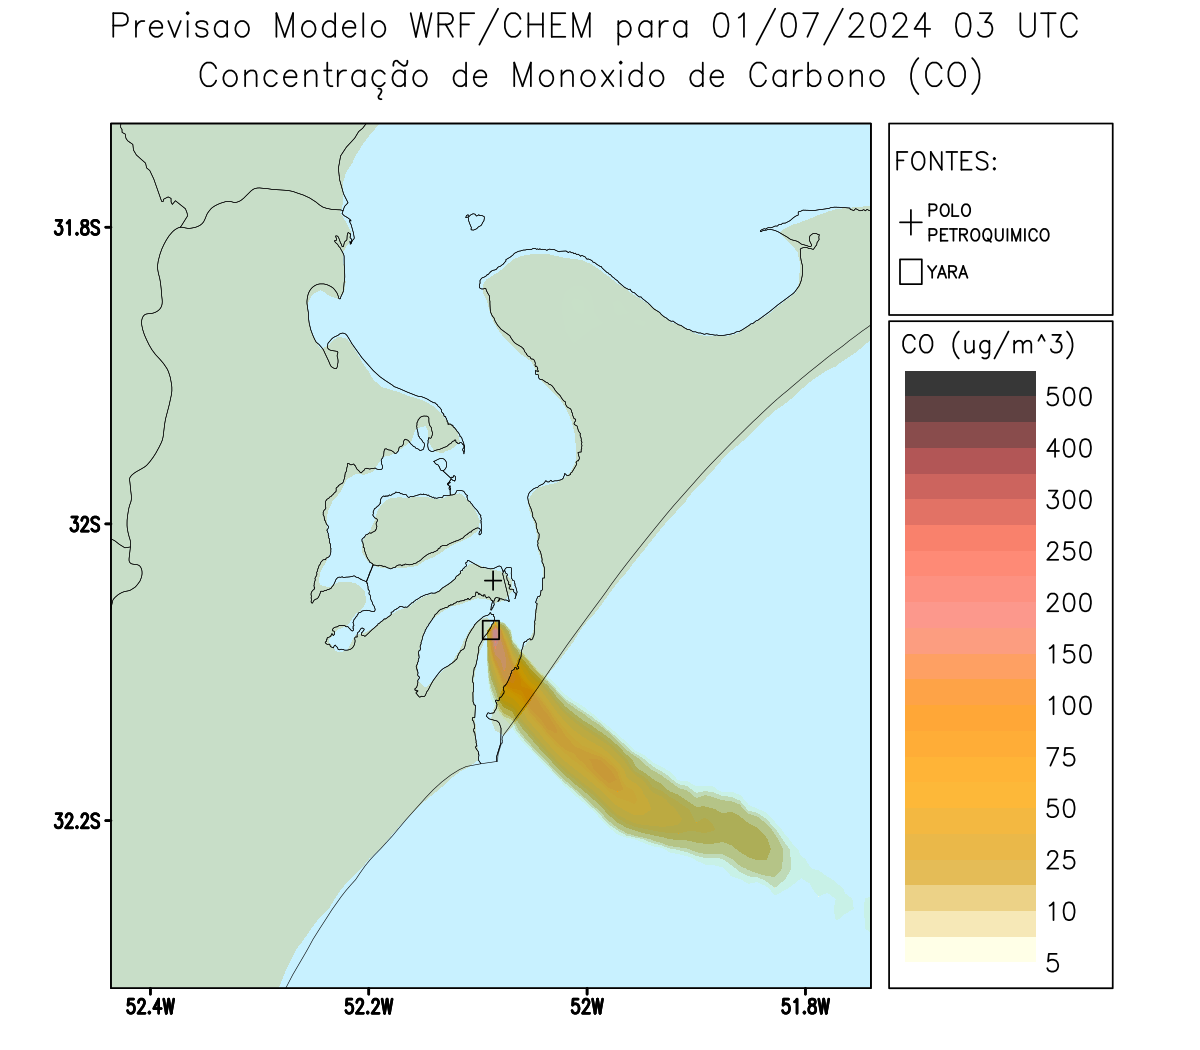 Previsao Modelo WRF/CHEM para 01/07/2024 03 UTC
Concentração de Monoxido de Carbono (CO)
FONTES:
POLO
PETROQUIMICO
YARA
CO (ug/m^3)
500
400
300
250
200
150
100
75
50
25
10
5
31.8S
32S
32.2S
52.4W
52.2W
52W
51.8W